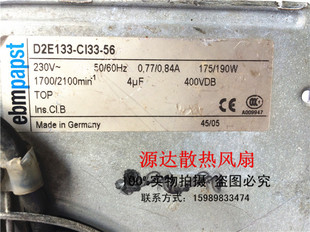 ebmpapst
D2E133-CI33-56
230V~ 50/60Hz 0,77/0,84A 175/190W
1700/2100min-1 4µF 400VDB
TOP
Ins.Cl.B
A009947
Made in Germany 45/05
源达散热风扇
100%实物拍摄 盗图必究
联系方式：15989833474